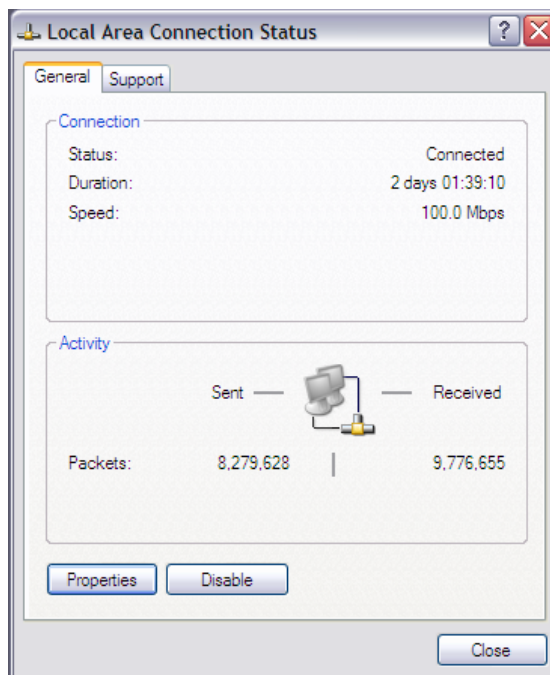 Local Area Connection Status
General Support
Connection
Status: Connected
Duration: 2 days 01:39:10
Speed: 100.0 Mbps
Activity
Sent Received
Packets: 8,279,628 9,776,655
Properties Disable
Close